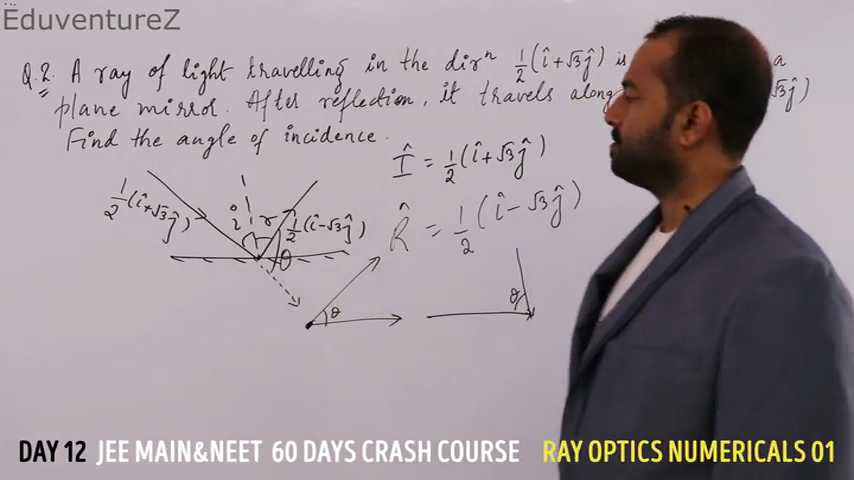 EduventureZ
Q.2. A ray of light travelling in the dirⁿ 1/2(î+√3ĵ) is a
plane mirror. After reflection, it travels along √3ĵ)
Find the angle of incidence.
Î = 1/2(î+√3ĵ)
R̂ = 1/2(î-√3ĵ)
1/2(î+√3ĵ)
i r
1/2(î-√3ĵ)
θ
θ
θ
DAY 12 JEE MAIN&NEET 60 DAYS CRASH COURSE RAY OPTICS NUMERICALS 01